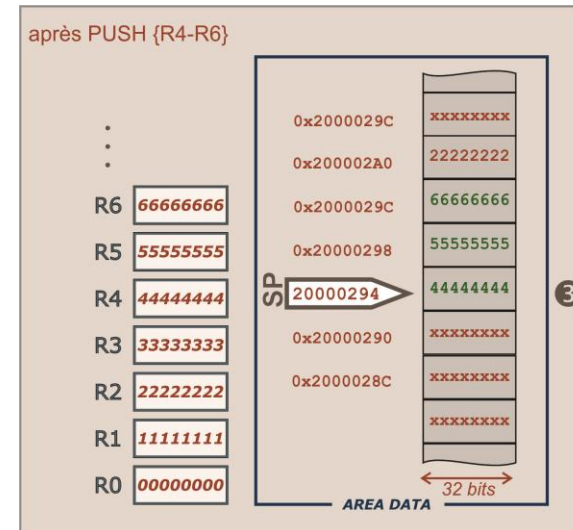 après PUSH {R4-R6}
0x2000029C xxxxxxxx
0x200002A0 22222222
R6 66666666 0x2000029C 66666666
R5 55555555 0x20000298 55555555
R4 44444444 SP 20000294 44444444 3
R3 33333333 0x20000290 xxxxxxxx
R2 22222222 0x2000028C xxxxxxxx
R1 11111111 xxxxxxxx
R0 00000000 32 bits
AREA DATA